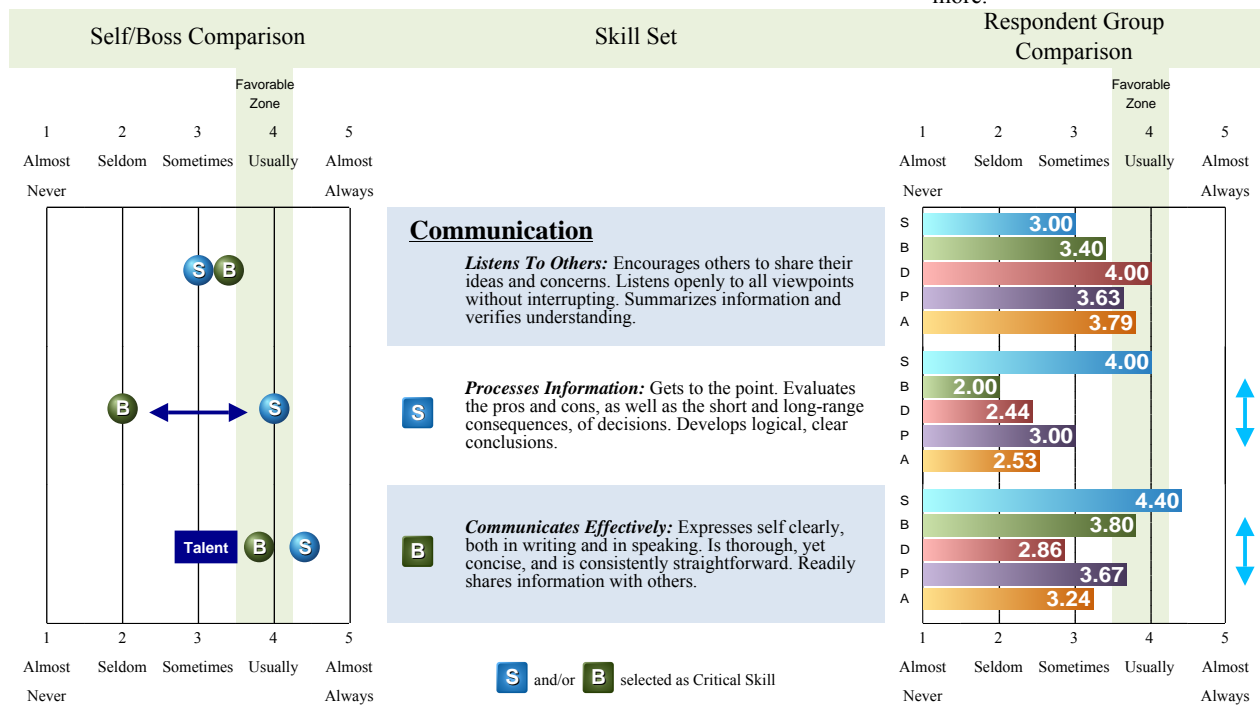 more.
Self/Boss Comparison
Skill Set
Respondent Group
Comparison
Favorable
Zone
1 2 3 4 5
Almost Seldom Sometimes Usually Almost
Never Always
Favorable
Zone
1 2 3 4 5
Almost Seldom Sometimes Usually Almost
Never Always
S B
Communication
Listens To Others: Encourages others to share their
ideas and concerns. Listens openly to all viewpoints
without interrupting. Summarizes information and
verifies understanding.
S 3.00
B 3.40
D 4.00
P 3.63
A 3.79
B S
S
Processes Information: Gets to the point. Evaluates
the pros and cons, as well as the short and long-range
consequences, of decisions. Develops logical, clear
conclusions.
S 4.00
B 2.00
D 2.44
P 3.00
A 2.53
Talent B S
B
Communicates Effectively: Expresses self clearly,
both in writing and in speaking. Is thorough, yet
concise, and is consistently straightforward. Readily
shares information with others.
S 4.40
B 3.80
D 2.86
P 3.67
A 3.24
1 2 3 4 5
Almost Seldom Sometimes Usually Almost
Never Always
S and/or B selected as Critical Skill
1 2 3 4 5
Almost Seldom Sometimes Usually Almost
Never Always